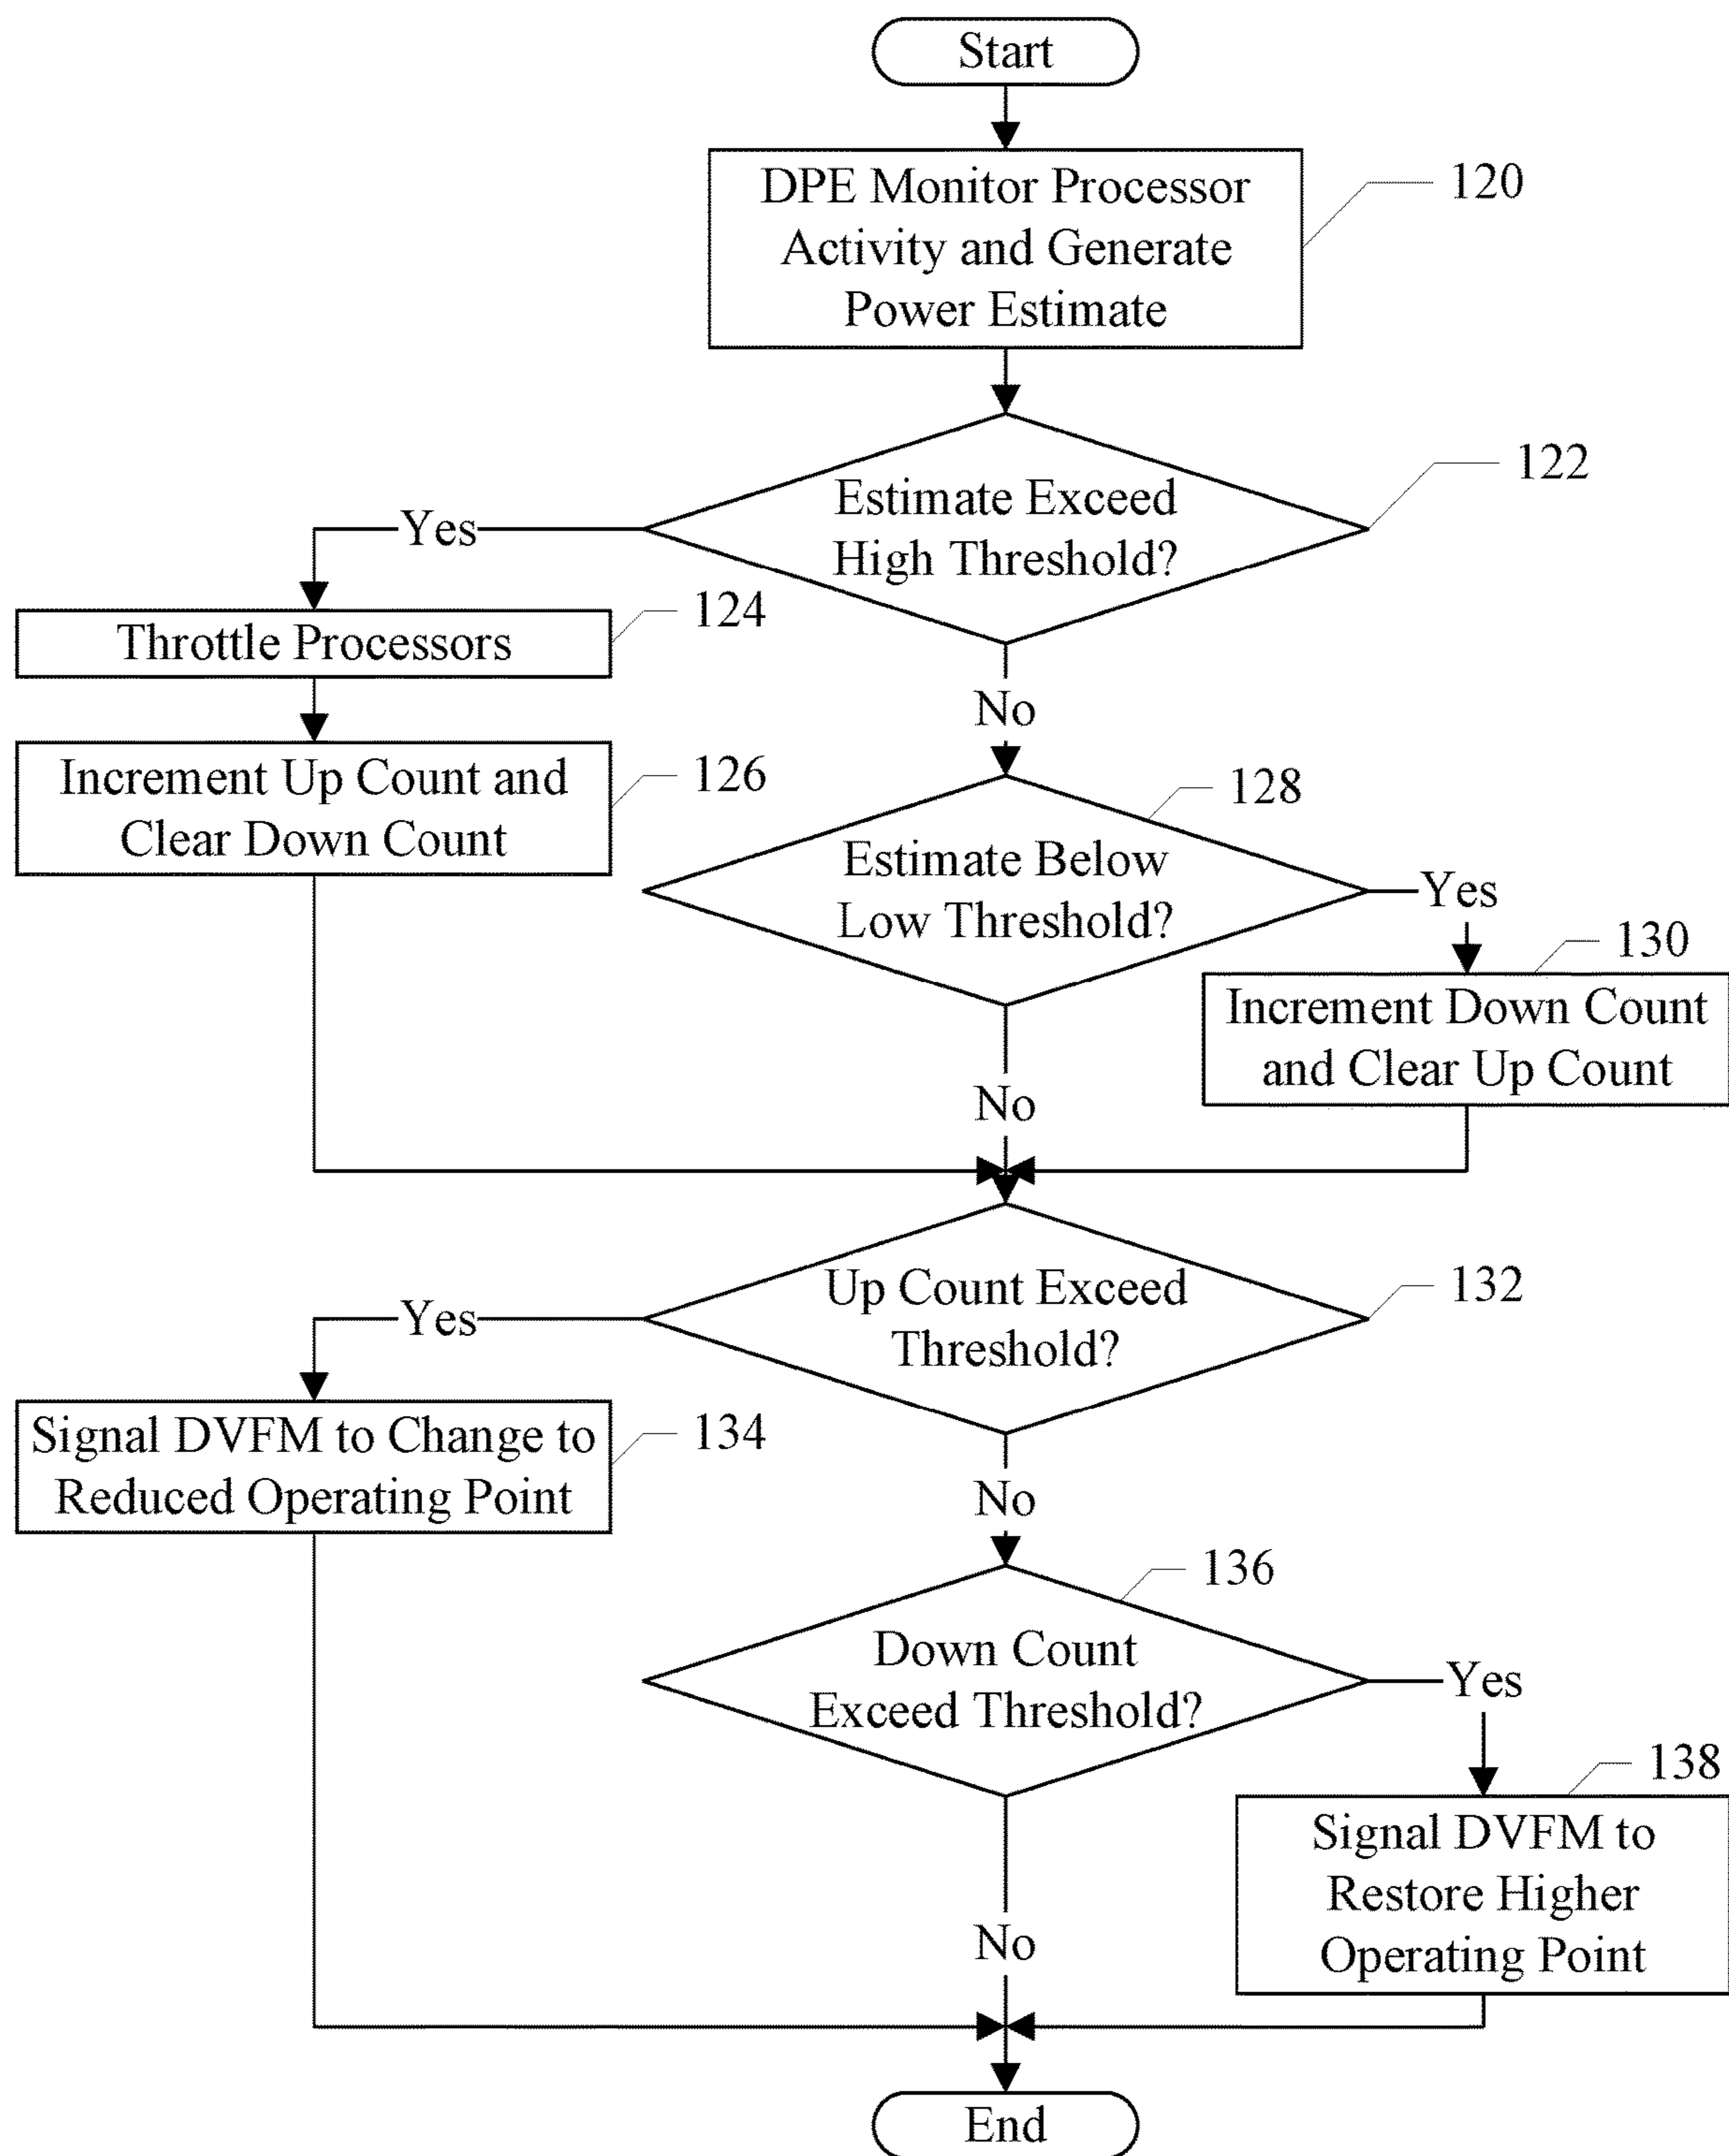 Start
DPE Monitor Processor
Activity and Generate
Power Estimate
120
Estimate Exceed
High Threshold?
122
Yes
Throttle Processors
124
No
Increment Up Count and
Clear Down Count
126
Estimate Below
Low Threshold?
128
Yes
Increment Down Count
and Clear Up Count
130
No
Up Count Exceed
Threshold?
132
Yes
Signal DVFM to Change to
Reduced Operating Point
134
No
Down Count
Exceed Threshold?
136
Yes
Signal DVFM to
Restore Higher
Operating Point
138
No
End